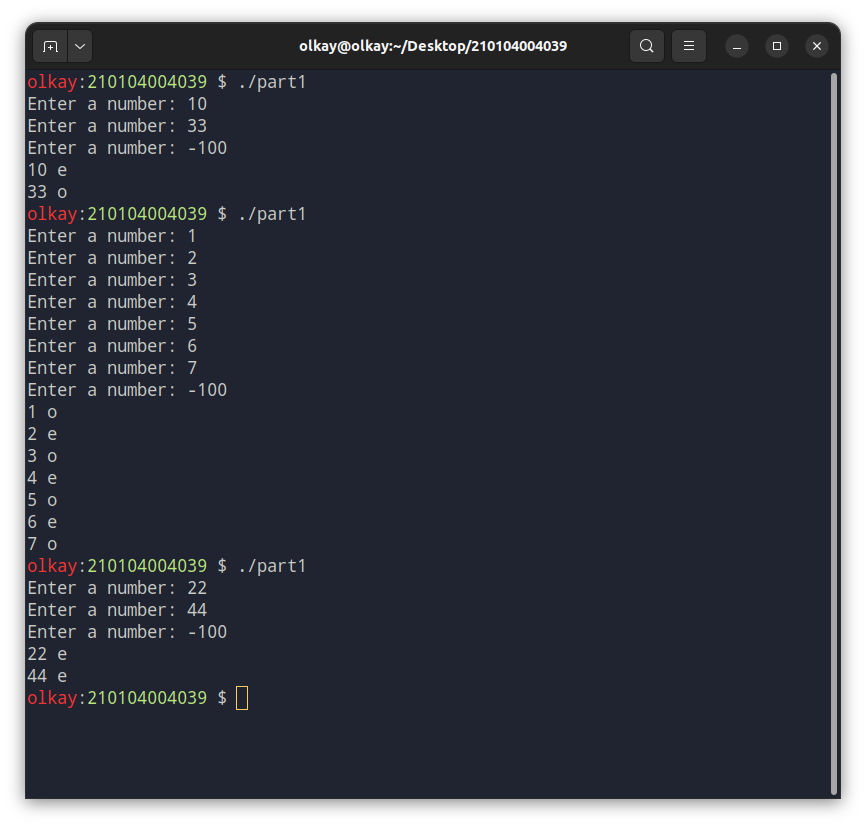 olkay@olkay:~/Desktop/210104004039
olkay:210104004039 $ ./part1
Enter a number: 10
Enter a number: 33
Enter a number: -100
10 e
33 o
olkay:210104004039 $ ./part1
Enter a number: 1
Enter a number: 2
Enter a number: 3
Enter a number: 4
Enter a number: 5
Enter a number: 6
Enter a number: 7
Enter a number: -100
1 o
2 e
3 o
4 e
5 o
6 e
7 o
olkay:210104004039 $ ./part1
Enter a number: 22
Enter a number: 44
Enter a number: -100
22 e
44 e
olkay:210104004039 $